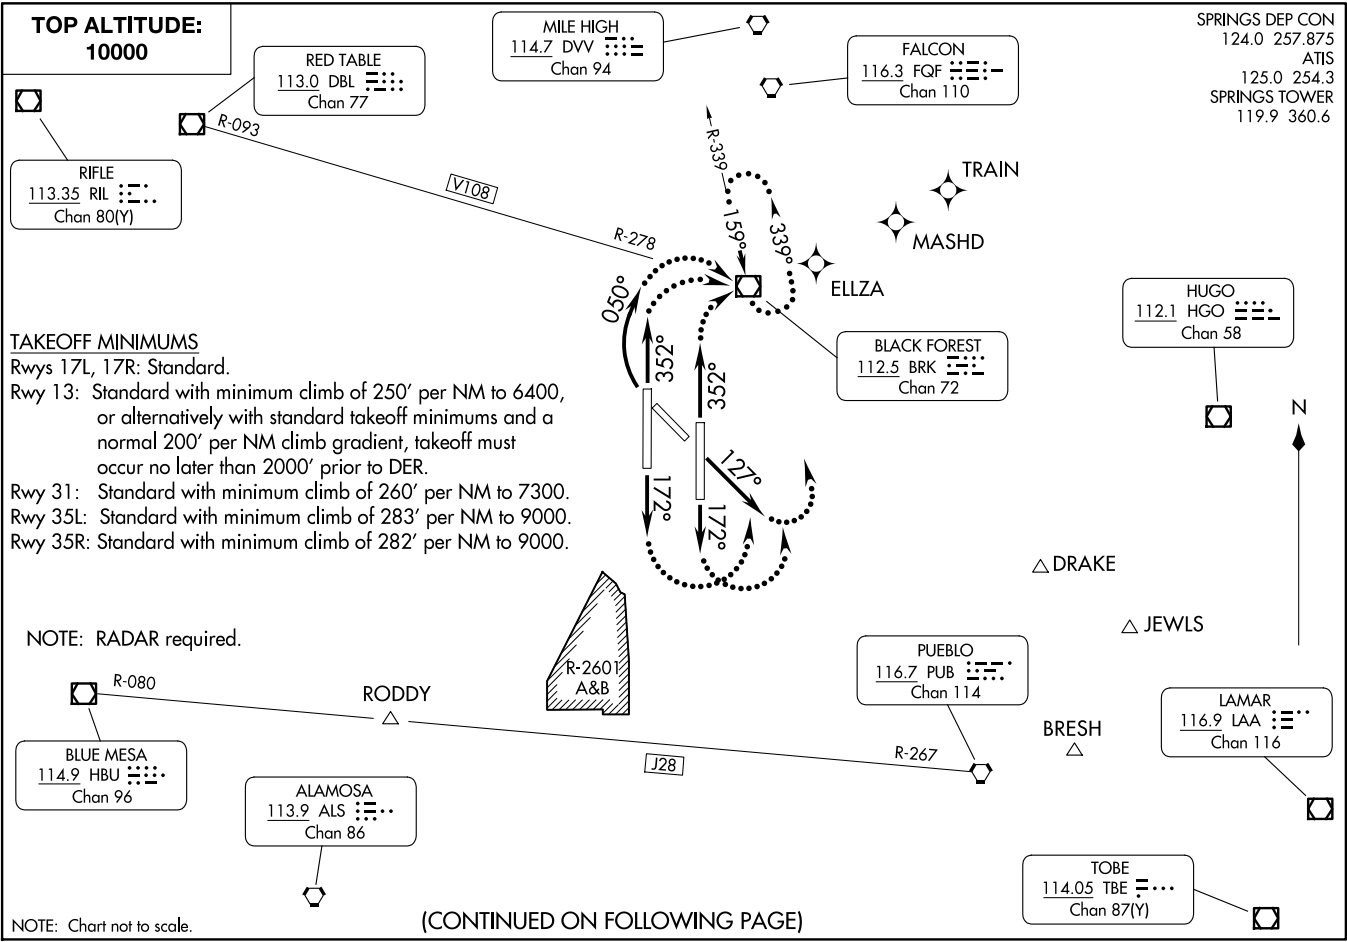 TOP ALTITUDE:
10000
RED TABLE
113.0 DBL
Chan 77
MILE HIGH
114.7 DVV
Chan 94
FALCON
116.3 FQF
Chan 110
SPRINGS DEP CON
124.0 257.875
ATIS
125.0 254.3
SPRINGS TOWER
119.9 360.6
RIFLE
113.35 RIL
Chan 80(Y)
R-093
V108
R-278
R-339
159°
339°
TRAIN
MASHD
ELLZA
HUGO
112.1 HGO
Chan 58
BLACK FOREST
112.5 BRK
Chan 72
050°
352°
352°
127°
172°
172°
N
TAKEOFF MINIMUMS
Rwys 17L, 17R: Standard.
Rwy 13: Standard with minimum climb of 250' per NM to 6400,
or alternatively with standard takeoff minimums and a
normal 200' per NM climb gradient, takeoff must
occur no later than 2000' prior to DER.
Rwy 31: Standard with minimum climb of 260' per NM to 7300.
Rwy 35L: Standard with minimum climb of 283' per NM to 9000.
Rwy 35R: Standard with minimum climb of 282' per NM to 9000.
DRAKE
JEWLS
NOTE: RADAR required.
R-2601
A&B
PUEBLO
116.7 PUB
Chan 114
R-080
RODDY
LAMAR
116.9 LAA
Chan 116
BRESH
BLUE MESA
114.9 HBU
Chan 96
J28
R-267
ALAMOSA
113.9 ALS
Chan 86
TOBE
114.05 TBE
Chan 87(Y)
NOTE: Chart not to scale.
(CONTINUED ON FOLLOWING PAGE)